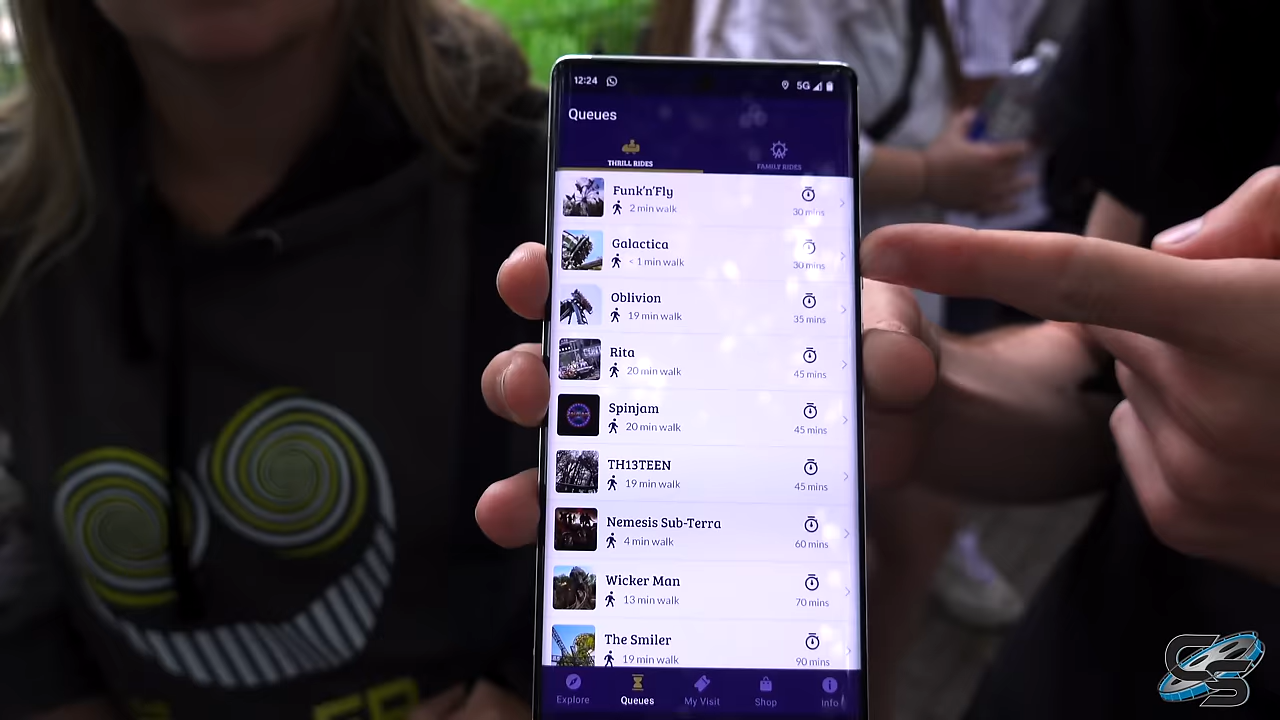 12:24
5G
Queues
THRILL RIDES
FAMILY RIDES
Funk'n'Fly
2 min walk
30 mins
Galactica
< 1 min walk
30 mins
Oblivion
19 min walk
35 mins
Rita
20 min walk
45 mins
Spinjam
20 min walk
45 mins
TH13TEEN
19 min walk
45 mins
Nemesis Sub-Terra
4 min walk
60 mins
Wicker Man
13 min walk
70 mins
The Smiler
19 min walk
90 mins
Explore
Queues
My Visit
Shop
Info
CS